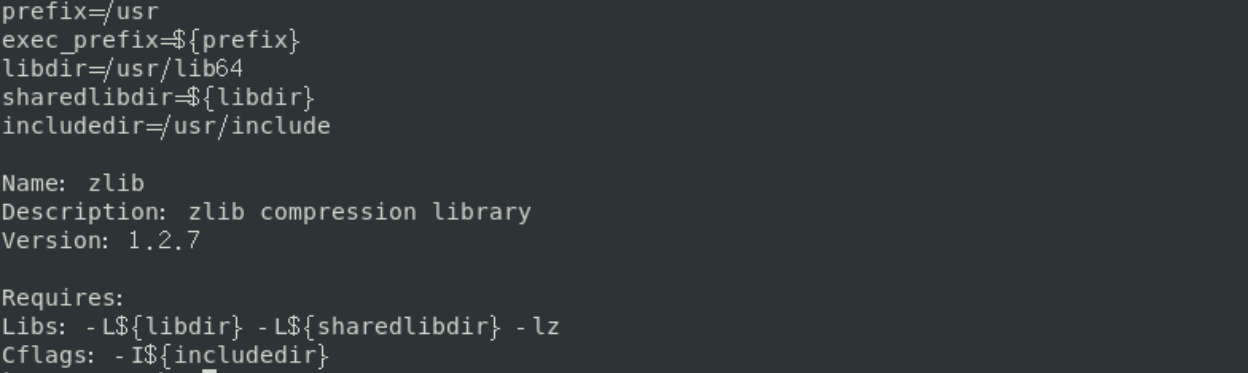 prefix=/usr
exec_prefix=${prefix}
libdir=/usr/lib64
sharedlibdir=${libdir}
includedir=/usr/include
Name: zlib
Description: zlib compression library
Version: 1.2.7
Requires:
Libs: -L${libdir} -L${sharedlibdir} -lz
Cflags: -I${includedir}